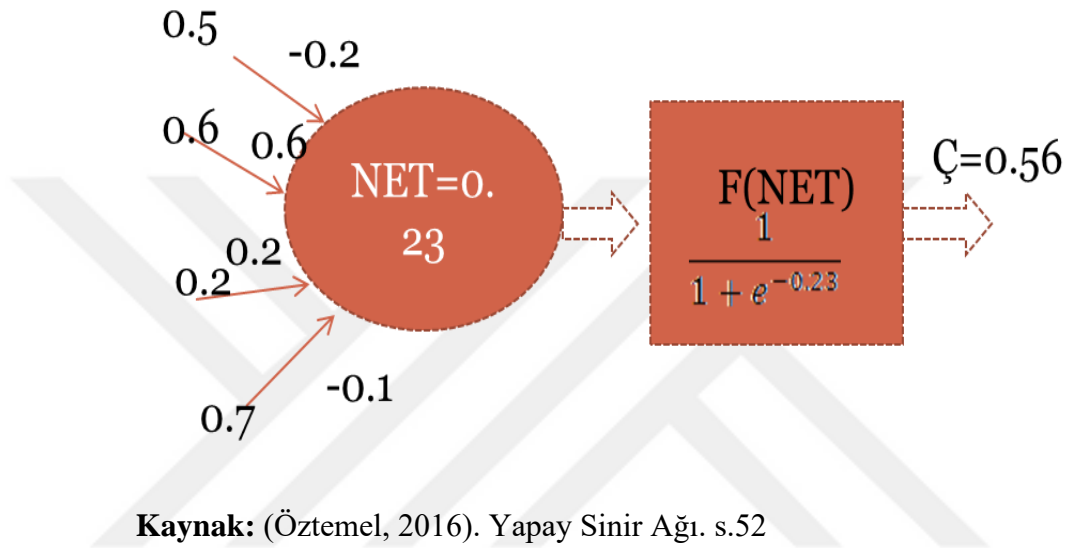 0.5
-0.2
0.6
0.6
NET=0.
23
0.2
0.2
-0.1
0.7
F(NET)
1
1 + e^-0.23
Ç=0.56
Kaynak: (Öztemel, 2016). Yapay Sinir Ağı. s.52